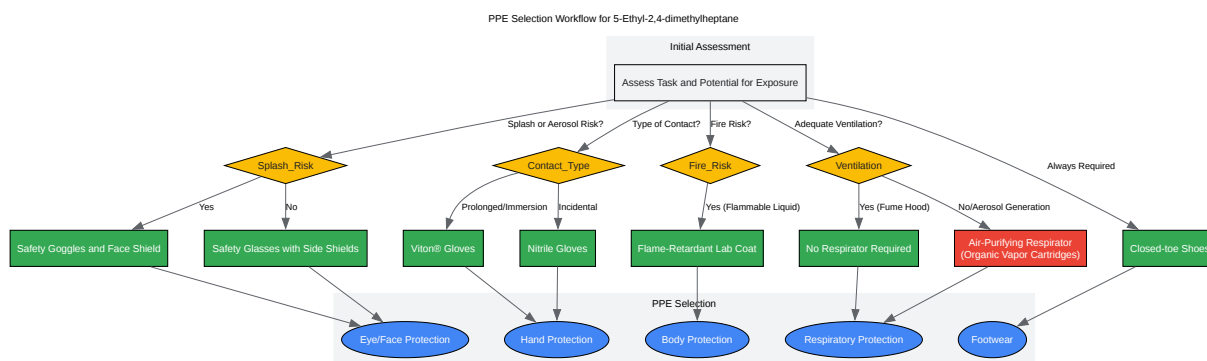 PPE Selection Workflow for 5-Ethyl-2,4-dimethylheptane
Initial Assessment
Assess Task and Potential for Exposure
Splash or Aerosol Risk?
Type of Contact?
Fire Risk?
Adequate Ventilation?
Always Required
Splash_Risk
Contact_Type
Fire_Risk
Ventilation
Yes
No
Prolonged/Immersion
Incidental
Yes (Flammable Liquid)
Yes (Fume Hood)
No/Aerosol Generation
Safety Goggles and Face Shield
Safety Glasses with Side Shields
Viton® Gloves
Nitrile Gloves
Flame-Retardant Lab Coat
No Respirator Required
Air-Purifying Respirator
(Organic Vapor Cartridges)
Closed-toe Shoes
PPE Selection
Eye/Face Protection
Hand Protection
Body Protection
Respiratory Protection
Footwear